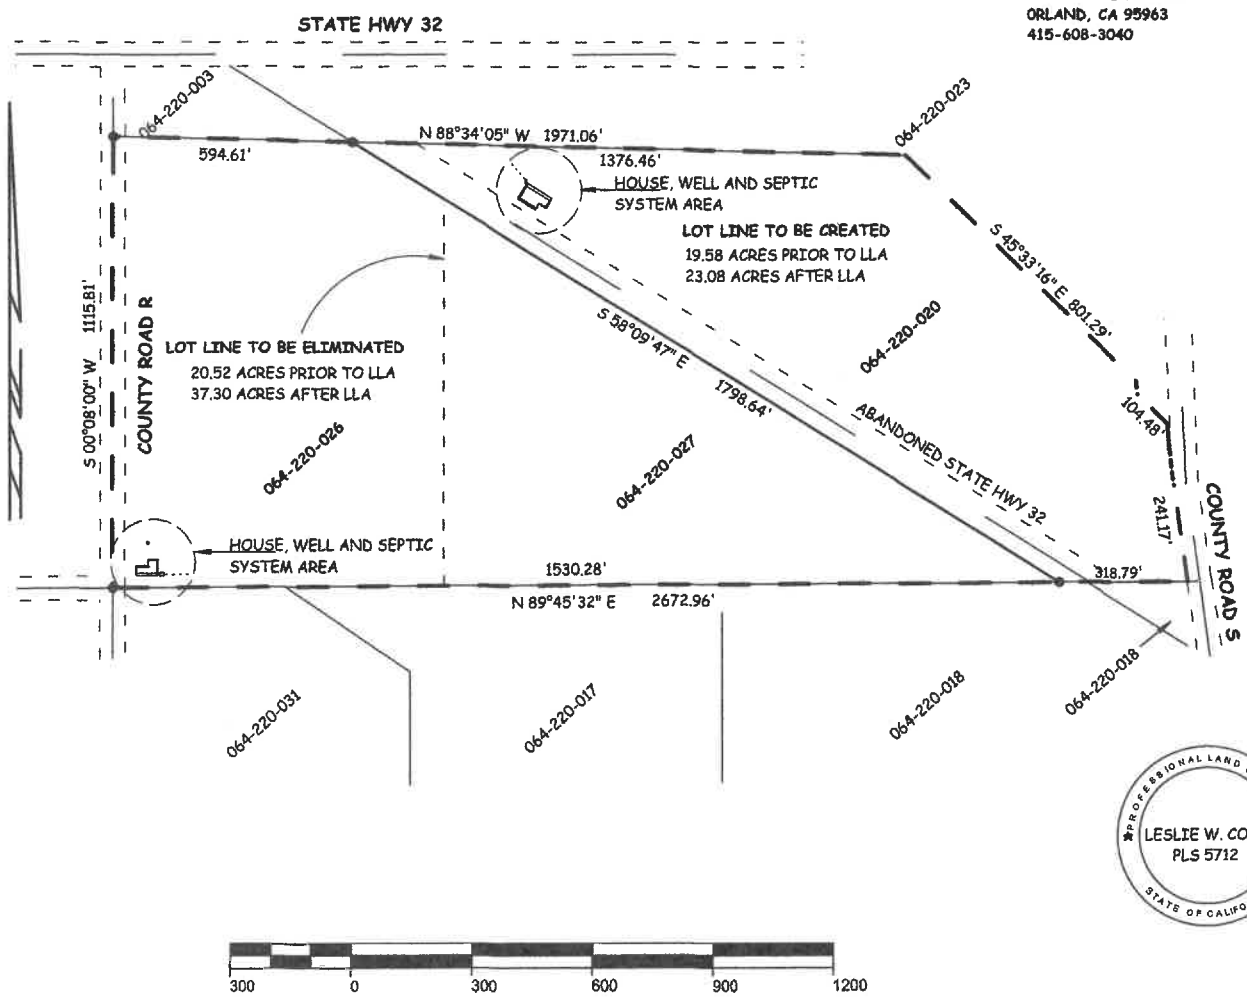 ORLAND, CA 95963
415-608-3040
STATE HWY 32
064-220-003
064-220-023
N 88°34'05" W 1971.06'
594.61'
1376.46'
HOUSE, WELL AND SEPTIC
SYSTEM AREA
LOT LINE TO BE CREATED
19.58 ACRES PRIOR TO LLA
23.08 ACRES AFTER LLA
S 45°33'16" E 801.29'
S 00°08'00" W 1115.81'
COUNTY ROAD R
LOT LINE TO BE ELIMINATED
20.52 ACRES PRIOR TO LLA
37.30 ACRES AFTER LLA
S 58°09'47" E
1798.64'
064-220-020
104.48'
ABANDONED STATE HWY 32
064-220-026
064-220-027
241.17'
COUNTY ROAD S
HOUSE, WELL AND SEPTIC
SYSTEM AREA
1530.28'
318.79'
N 89°45'32" E 2672.96'
064-220-031
064-220-017
064-220-018
064-220-018
PROFESSIONAL LAND
LESLIE W. CO
PLS 5712
STATE OF CALIFO
300 0 300 600 900 1200